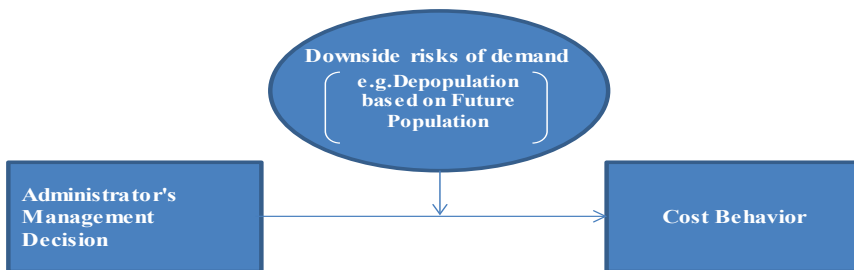 Downside risks of demand
e.g.Depopulation
based on Future
Population
Administrator's
Management
Decision
Cost Behavior